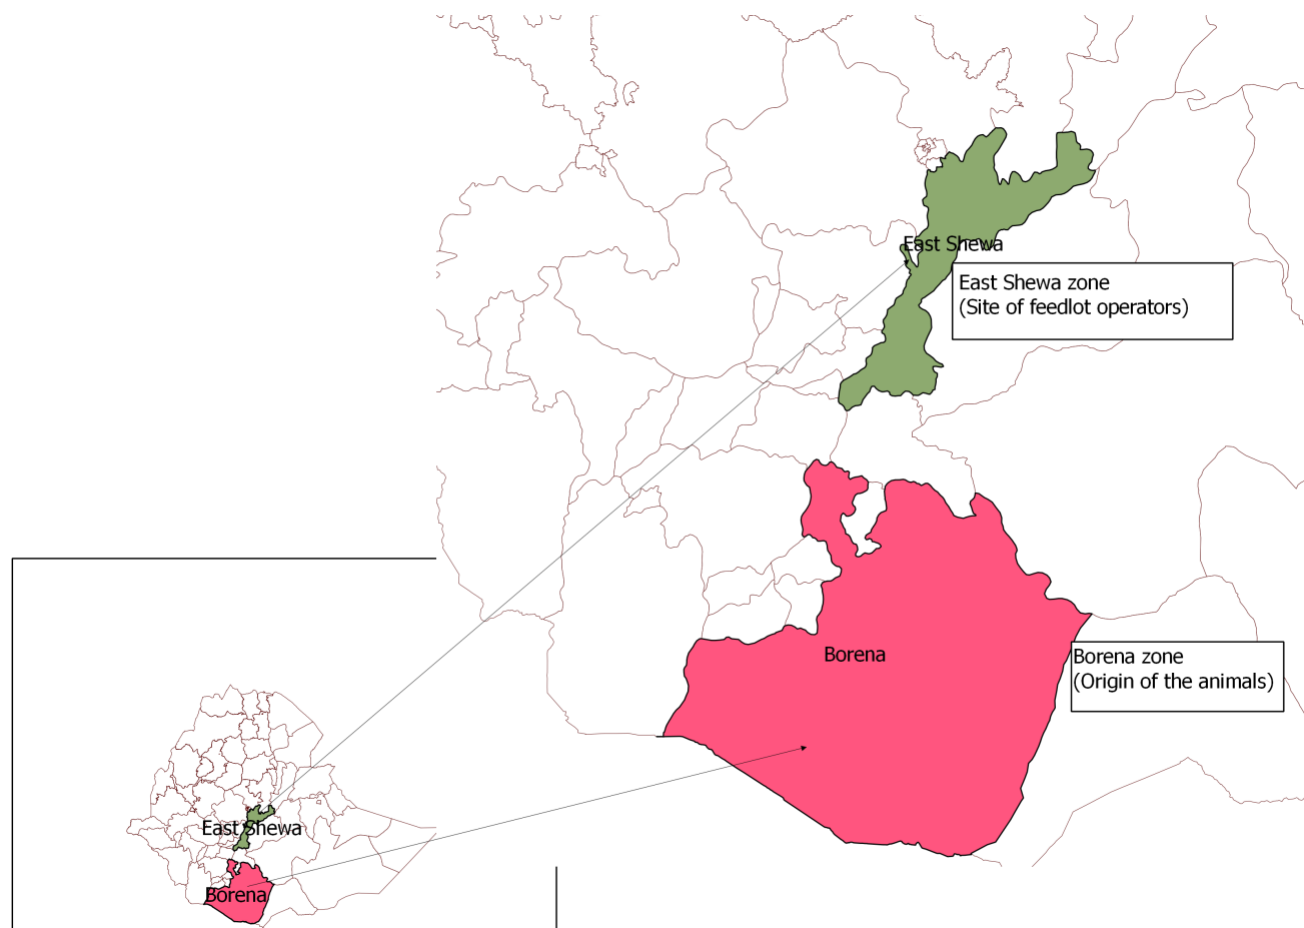 East Shewa
East Shewa zone
(Site of feedlot operators)
Borena
Borena zone
(Origin of the animals)
East Shewa
Borena